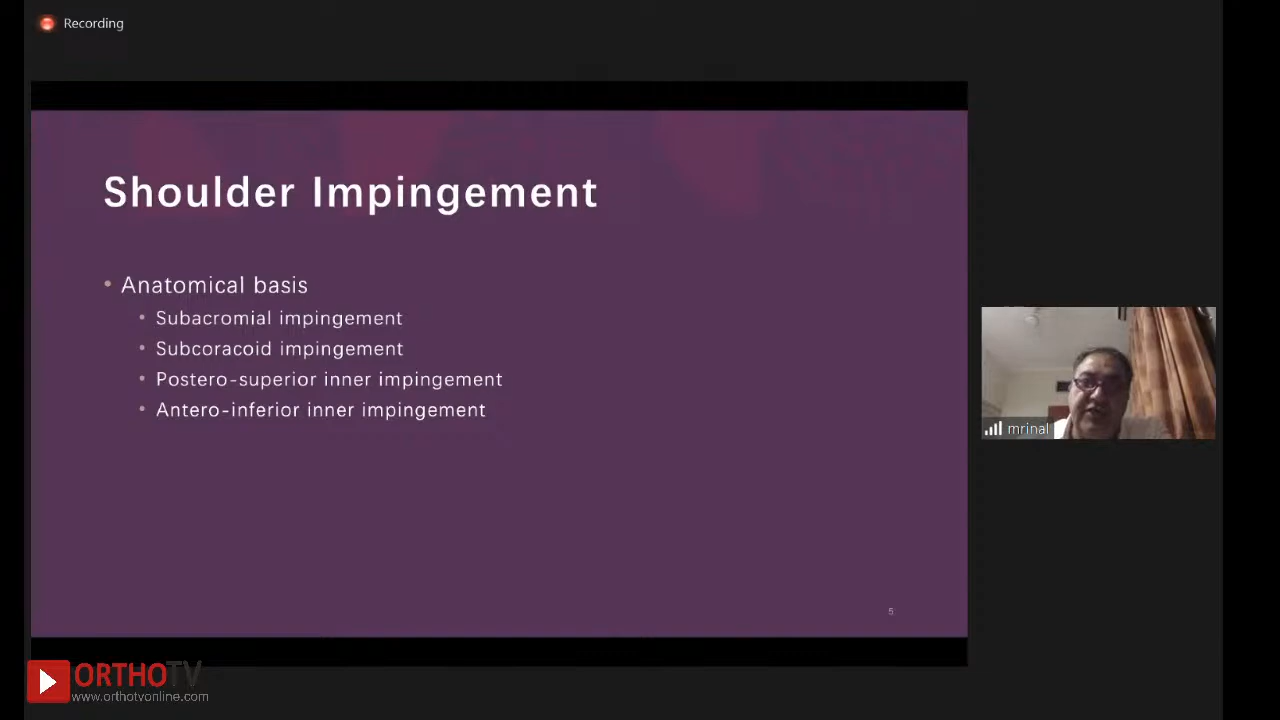 Recording
Shoulder Impingement
• Anatomical basis
• Subacromial impingement
• Subcoracoid impingement
• Postero-superior inner impingement
• Antero-inferior inner impingement
mrinal
5
ORTHOTV
www.orthotvonline.com